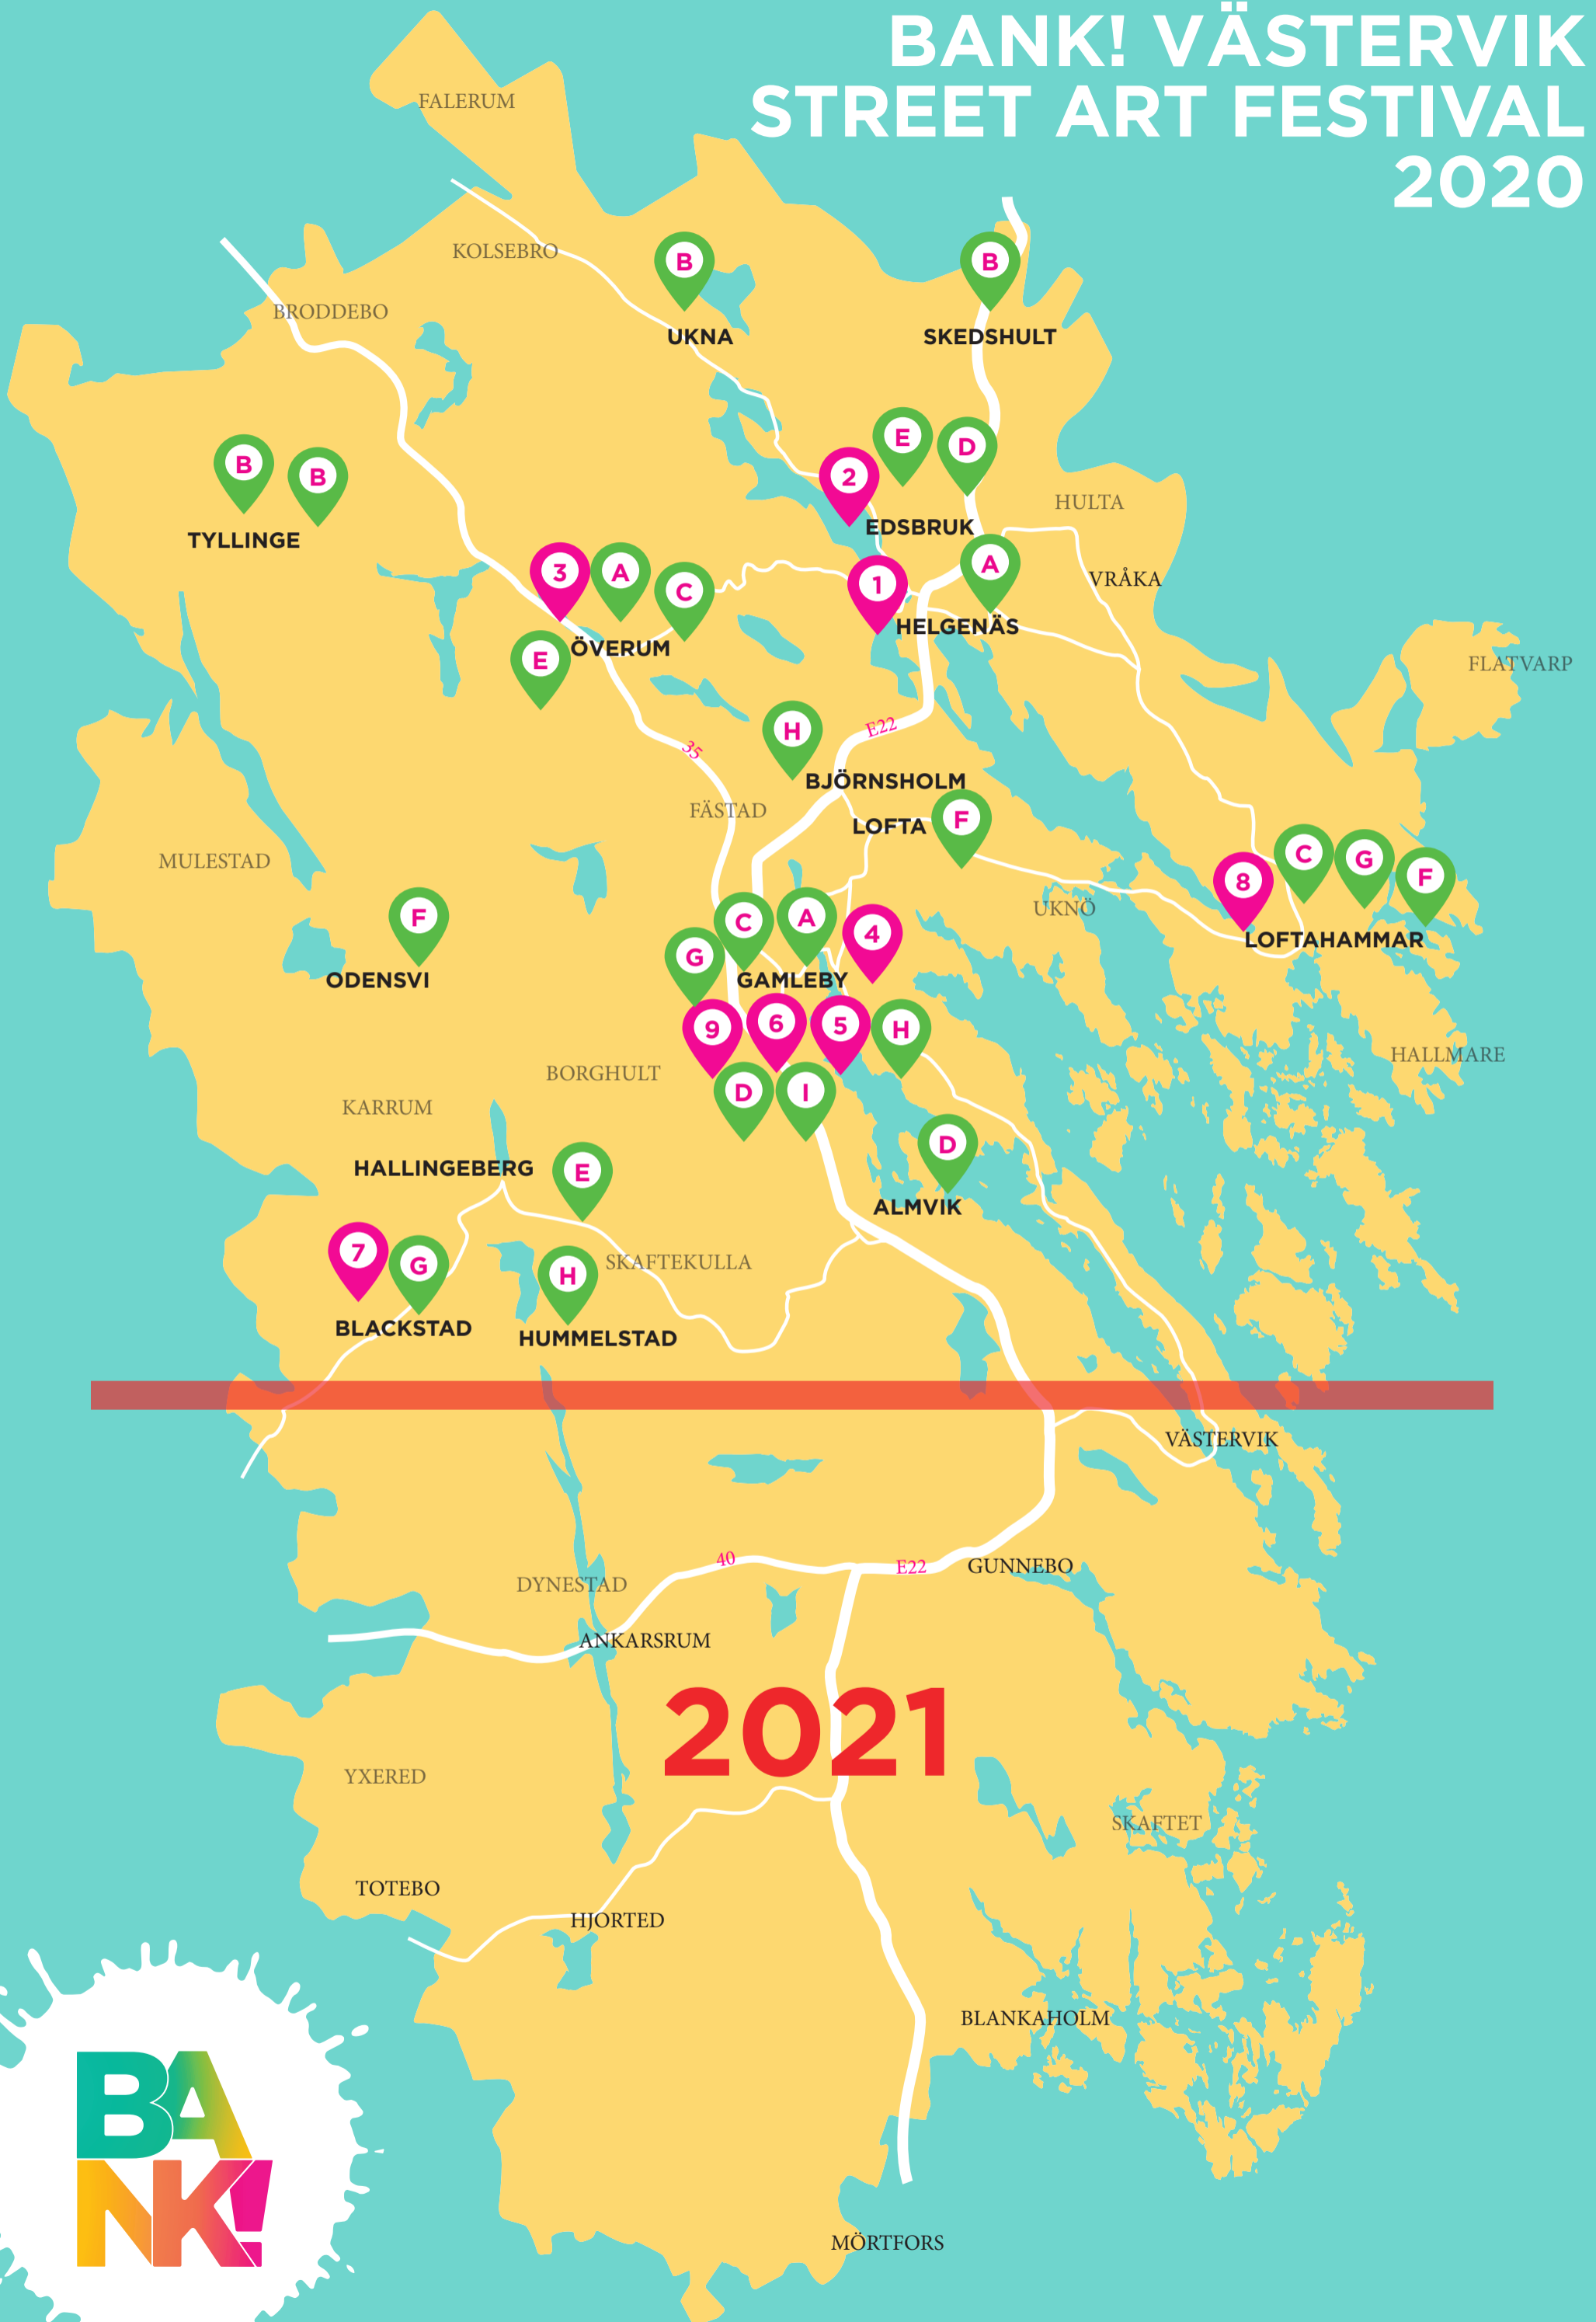 BANK! VÄSTERVIK
STREET ART FESTIVAL
2020
FALERUM
KOLSEBRO
BRODDEBO
B
UKNA
B
SKEDSHULT
B
B
TYLLINGE
E
D
2
EDSBRUK
HULTA
VRÅKA
3
A
C
E
ÖVERUM
1
A
HELGENÄS
FLATVARP
35
E22
H
BJÖRNSHOLM
FÄSTAD
LOFTA
F
MULESTAD
UKNÖ
8
C
G
F
LOFTAHAMMAR
F
ODENSVI
G
C
A
4
GAMLEBY
9
6
5
H
D
I
HALLMARE
BORGHULT
KARRUM
HALLINGEBERG
E
D
ALMVIK
7
G
BLACKSTAD
H
HUMMELSTAD
SKAFTEKULLA
VÄSTERVIK
40
E22
GUNNEBO
DYNESTAD
ANKARSRUM
2021
YXERED
SKAFTET
TOTEBO
HJORTED
BLANKAHOLM
BA
NK!
MÖRTFORS